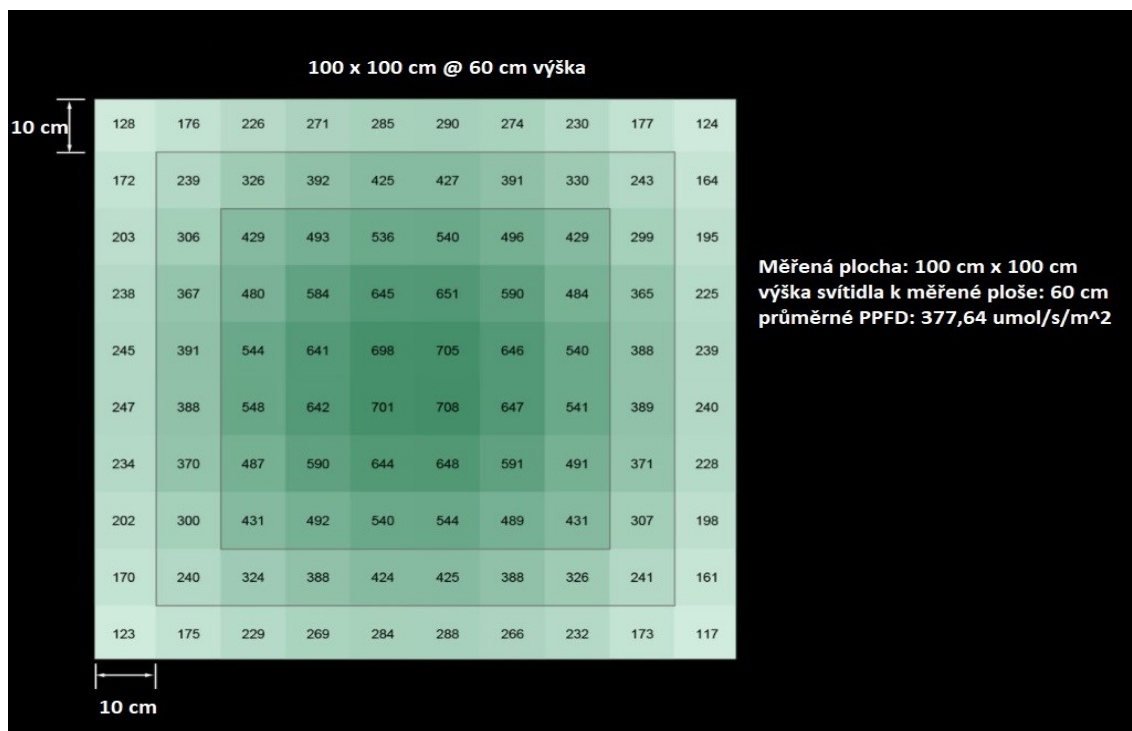 100 x 100 cm @ 60 cm výška
10 cm
128 176 226 271 285 290 274 230 177 124
172 239 326 392 425 427 391 330 243 164
203 306 429 493 536 540 496 429 299 195
238 367 480 584 645 651 590 484 365 225
245 391 544 641 698 705 646 540 388 239
247 388 548 642 701 708 647 541 389 240
234 370 487 590 644 648 591 491 371 228
202 300 431 492 540 544 489 431 307 198
170 240 324 388 424 425 388 326 241 161
123 175 229 269 284 288 266 232 173 117
10 cm
Měřená plocha: 100 cm x 100 cm
výška svítidla k měřené ploše: 60 cm
průměrné PPFD: 377,64 umol/s/m^2